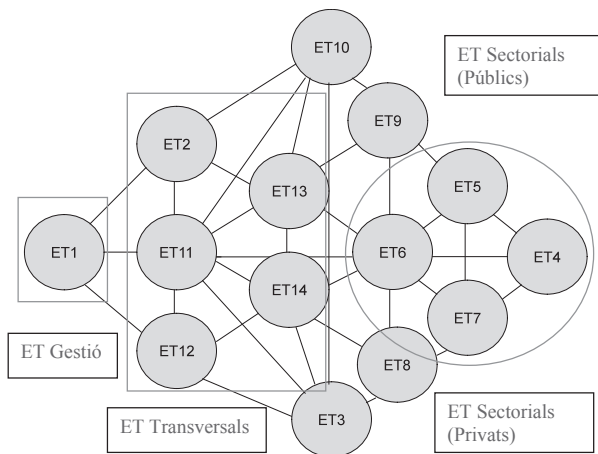 ET10
ET Sectorials
(Públics)
ET9
ET2
ET13
ET5
ET1
ET11
ET6
ET4
ET14
ET7
ET12
ET8
ET Gestió
ET3
ET Transversals
ET Sectorials
(Privats)